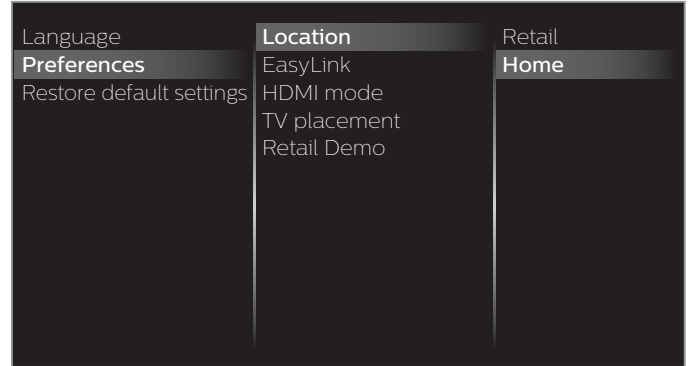 Language
Preferences
Restore default settings
Location
EasyLink
HDMI mode
TV placement
Retail Demo
Retail
Home